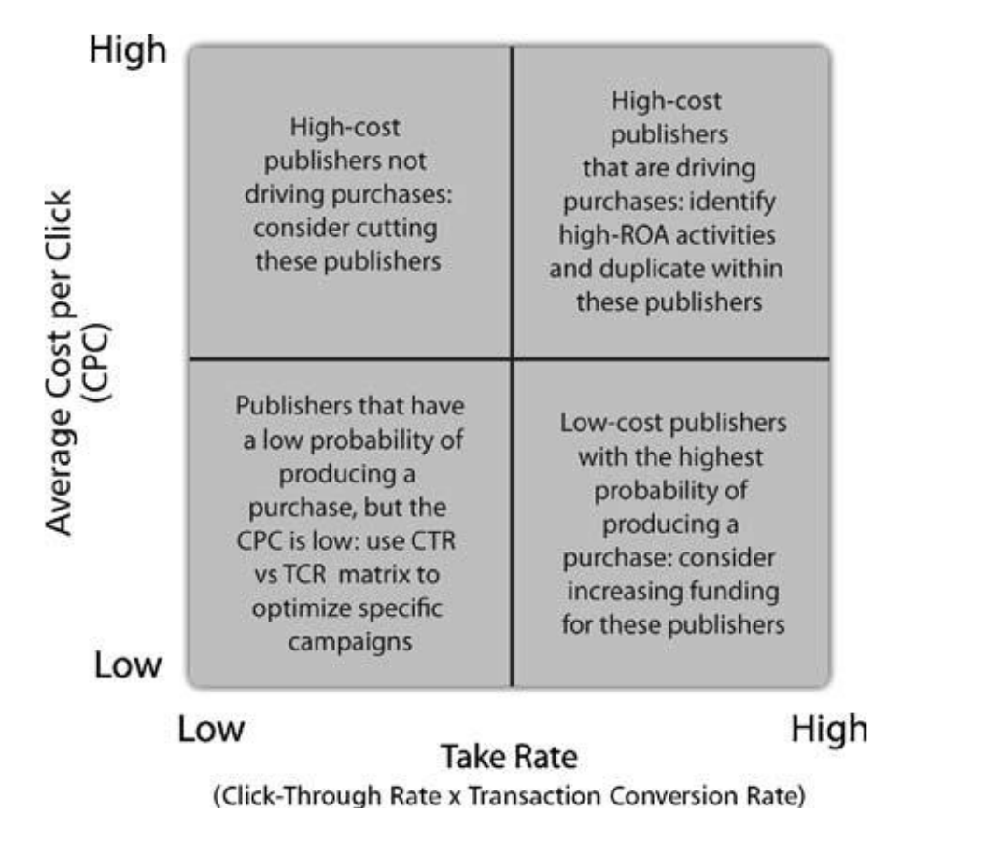 High
High-cost
publishers not
driving purchases:
consider cutting
these publishers
High-cost
publishers
that are driving
purchases: identify
high-ROA activities
and duplicate within
these publishers
Average Cost per Click
(CPC)
Publishers that have
a low probability of
producing a
purchase, but the
CPC is low: use CTR
vs TCR matrix to
optimize specific
campaigns
Low-cost publishers
with the highest
probability of
producing a
purchase: consider
increasing funding
for these publishers
Low
Low
High
Take Rate
(Click-Through Rate x Transaction Conversion Rate)